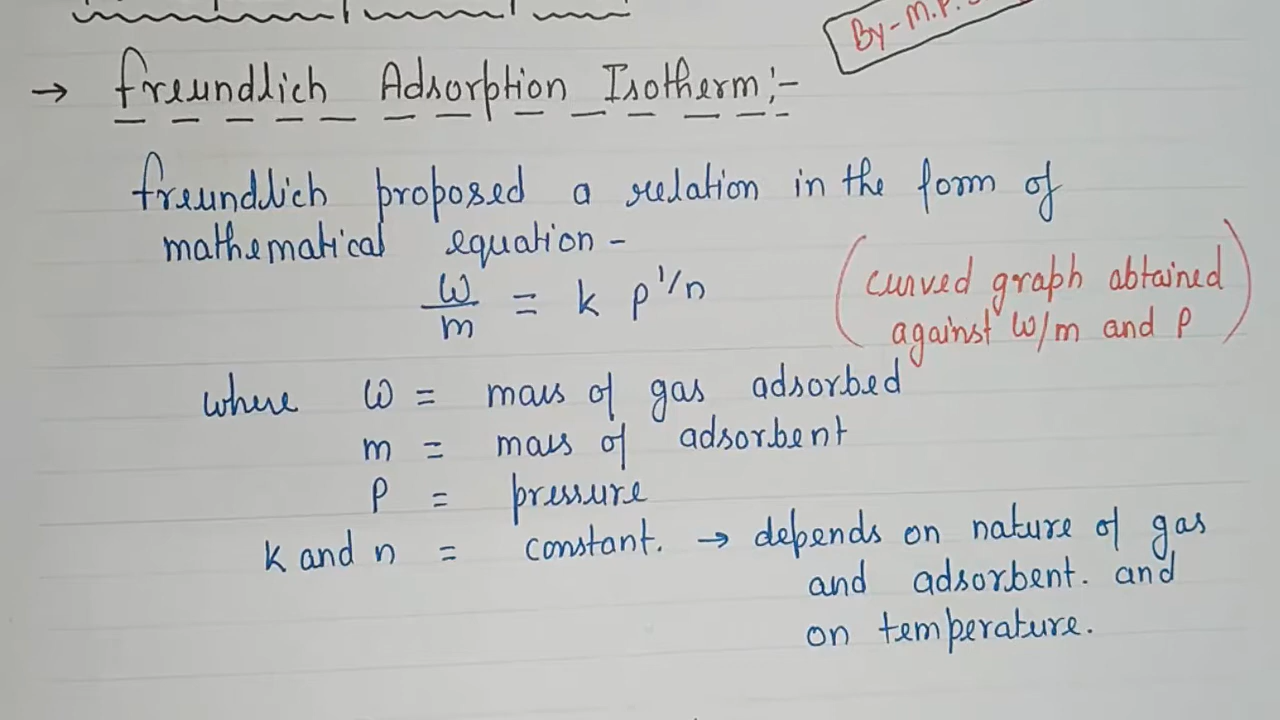 By- M.P.
→ Freundlich Adsorption Isotherm:-
Freundlich proposed a relation in the form of
mathematical equation -
w/m = k p^1/n
(curved graph obtained
against w/m and P)
where w = mass of gas adsorbed
m = mass of adsorbent
P = pressure
k and n = constant. → depends on nature of gas
and adsorbent. and
on temperature.